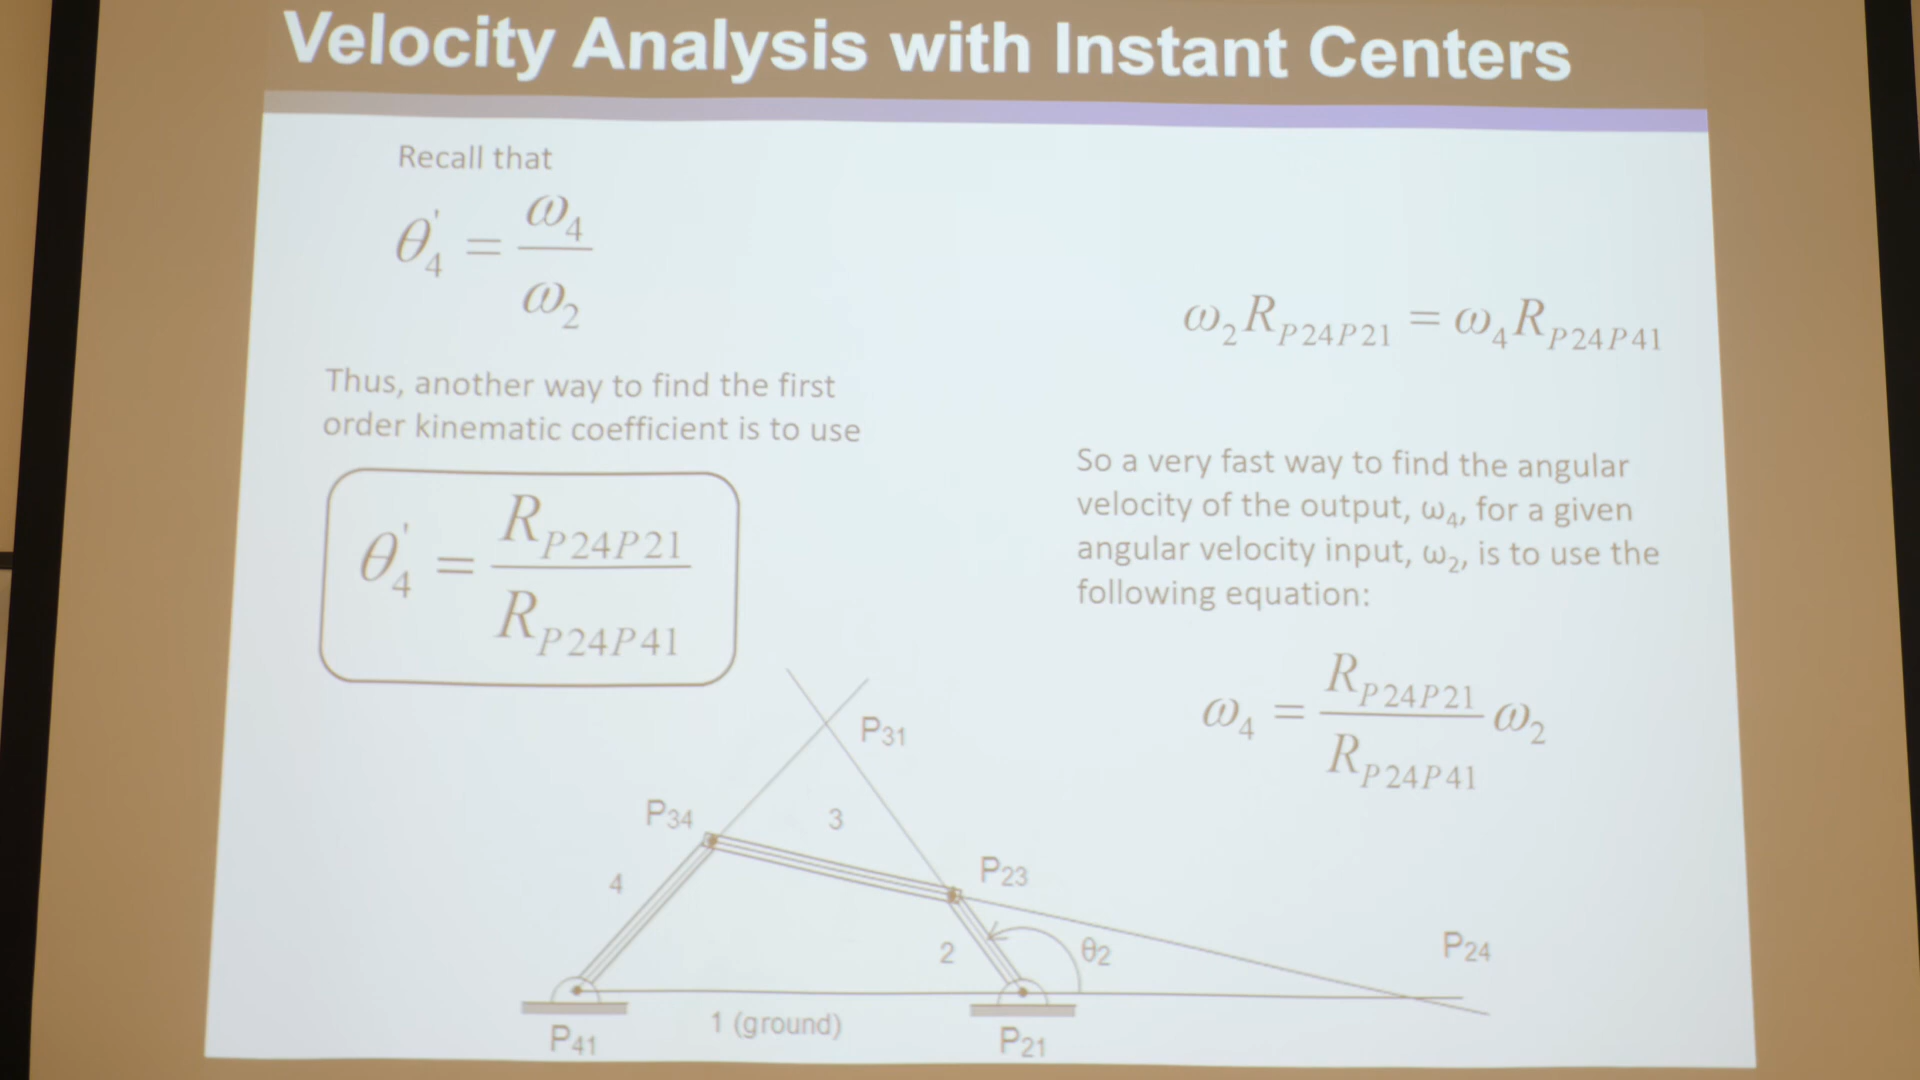 Velocity Analysis with Instant Centers
Recall that
θ'₄ = ω₄ / ω₂
Thus, another way to find the first
order kinematic coefficient is to use
θ'₄ = R_P24P21 / R_P24P41
ω₂R_P24P21 = ω₄R_P24P41
So a very fast way to find the angular
velocity of the output, ω₄, for a given
angular velocity input, ω₂, is to use the
following equation:
ω₄ = R_P24P21 / R_P24P41 ω₂
P31
P34
3
4
P23
2
θ2
P24
1 (ground)
P41
P21